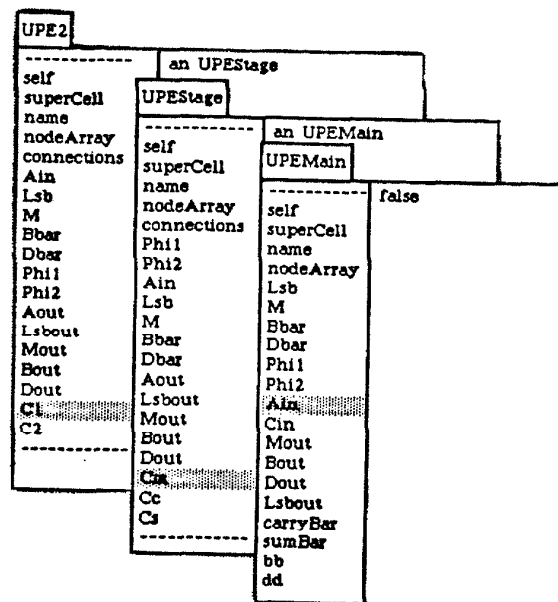 UPE2
an UPEStage
self
superCell
name
nodeArray
connections
Ain
Lsb
M
Bbar
Dbar
Phi1
Phi2
Aout
Lsbout
Mout
Bout
Dout
C1
C2
UPEStage
an UPEMain
self
superCell
name
nodeArray
connections
Phi1
Phi2
Ain
Lsb
M
Bbar
Dbar
Aout
Lsbout
Mout
Bout
Dout
Cm
Cc
Cs
UPEMain
false
self
superCell
name
nodeArray
Lsb
M
Bbar
Dbar
Phi1
Phi2
Ain
Cin
Mout
Bout
Dout
Lsbout
carryBar
sumBar
bb
dd